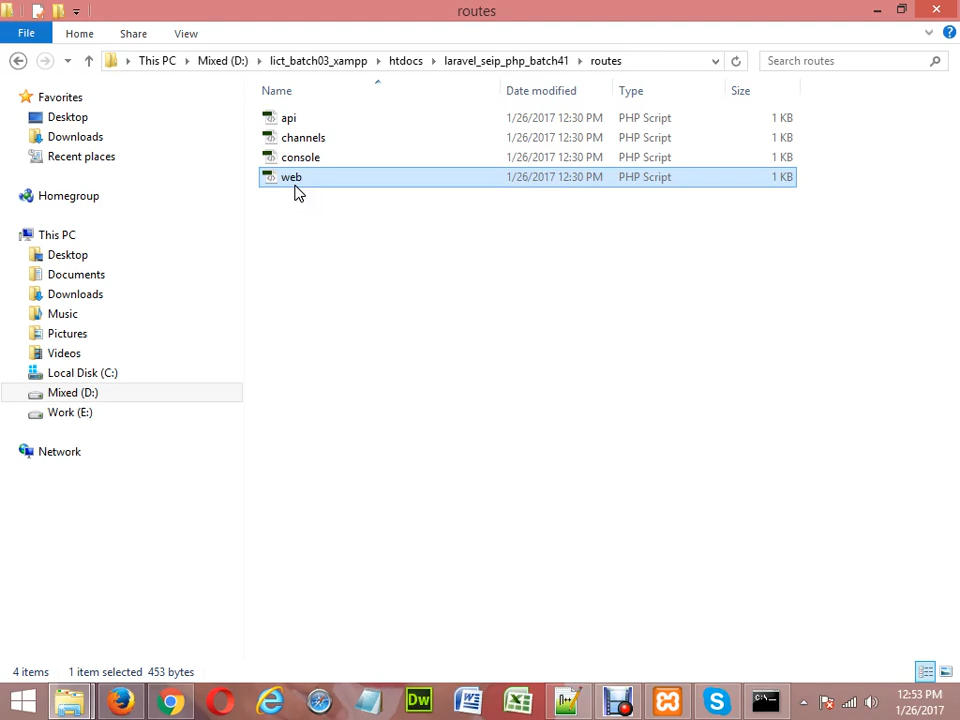 routes
File Home Share View
This PC Mixed (D:) lict_batch03_xampp htdocs laravel_seip_php_batch41 routes Search routes
Name Date modified Type Size
api 1/26/2017 12:30 PM PHP Script 1 KB
channels 1/26/2017 12:30 PM PHP Script 1 KB
console 1/26/2017 12:30 PM PHP Script 1 KB
web 1/26/2017 12:30 PM PHP Script 1 KB
Favorites
Desktop
Downloads
Recent places
Homegroup
This PC
Desktop
Documents
Downloads
Music
Pictures
Videos
Local Disk (C:)
Mixed (D:)
Work (E:)
Network
4 items 1 item selected 453 bytes
Dw
12:53 PM
1/26/2017